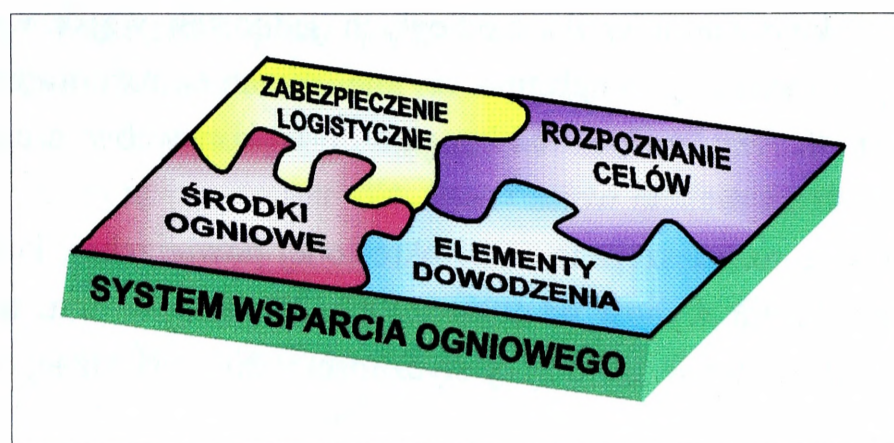 ZABEZPIECZENIE
LOGISTYCZNE
ROZPOZNANIE
CELÓW
ŚRODKI
OGNIOWE
ELEMENTY
DOWODZENIA
SYSTEM WSPARCIA OGNIOWEGO